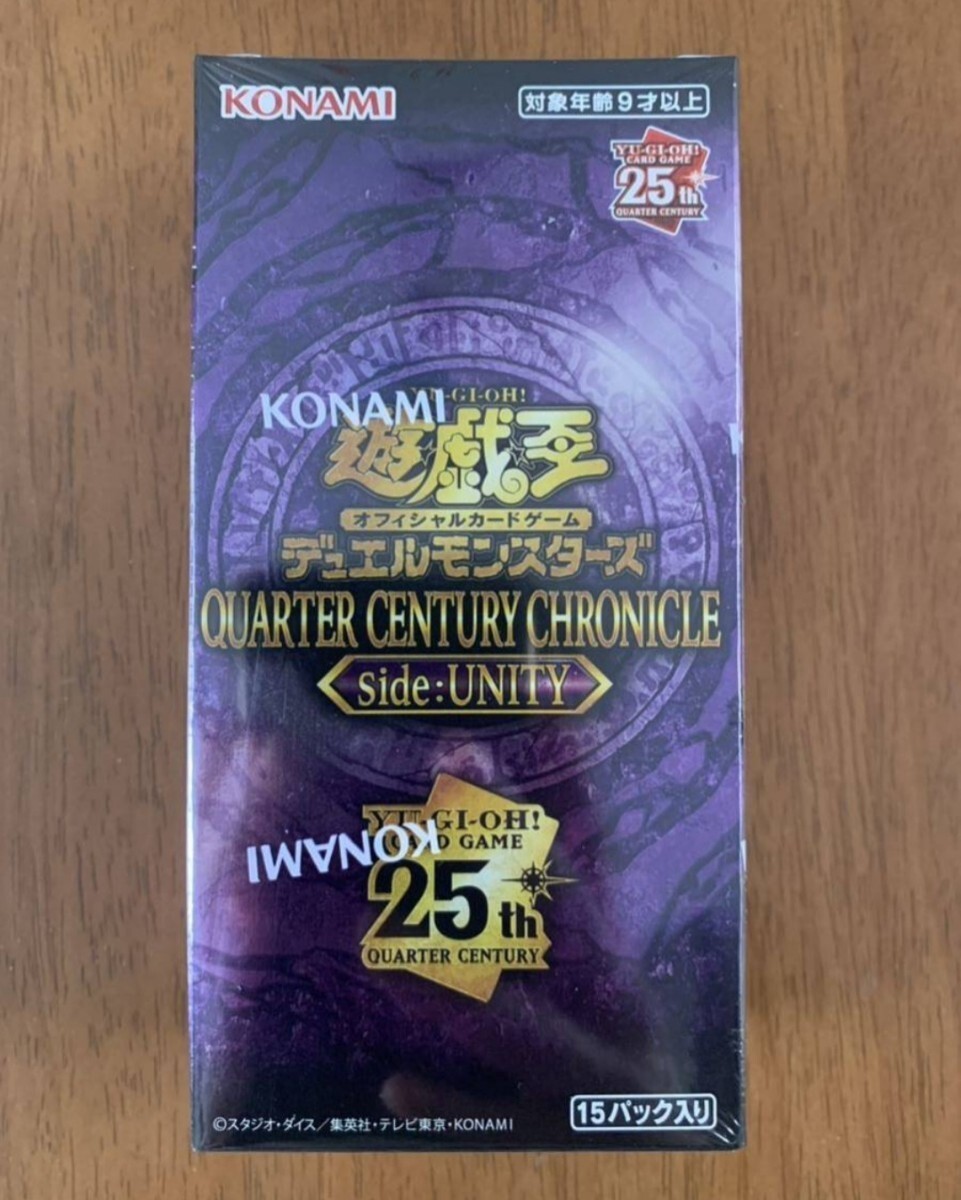 KONAMI
対象年齢9才以上
YU-GI-OH!
CARD GAME
25th
QUARTER CENTURY
KONAMI
遊☆戯☆王
オフィシャルカードゲーム
デュエルモンスターズ
QUARTER CENTURY CHRONICLE
side:UNITY
YU-GI-OH!
CARD GAME
KONAMI
25th
QUARTER CENTURY
15パック入り
©スタジオ・ダイス/集英社・テレビ東京・KONAMI